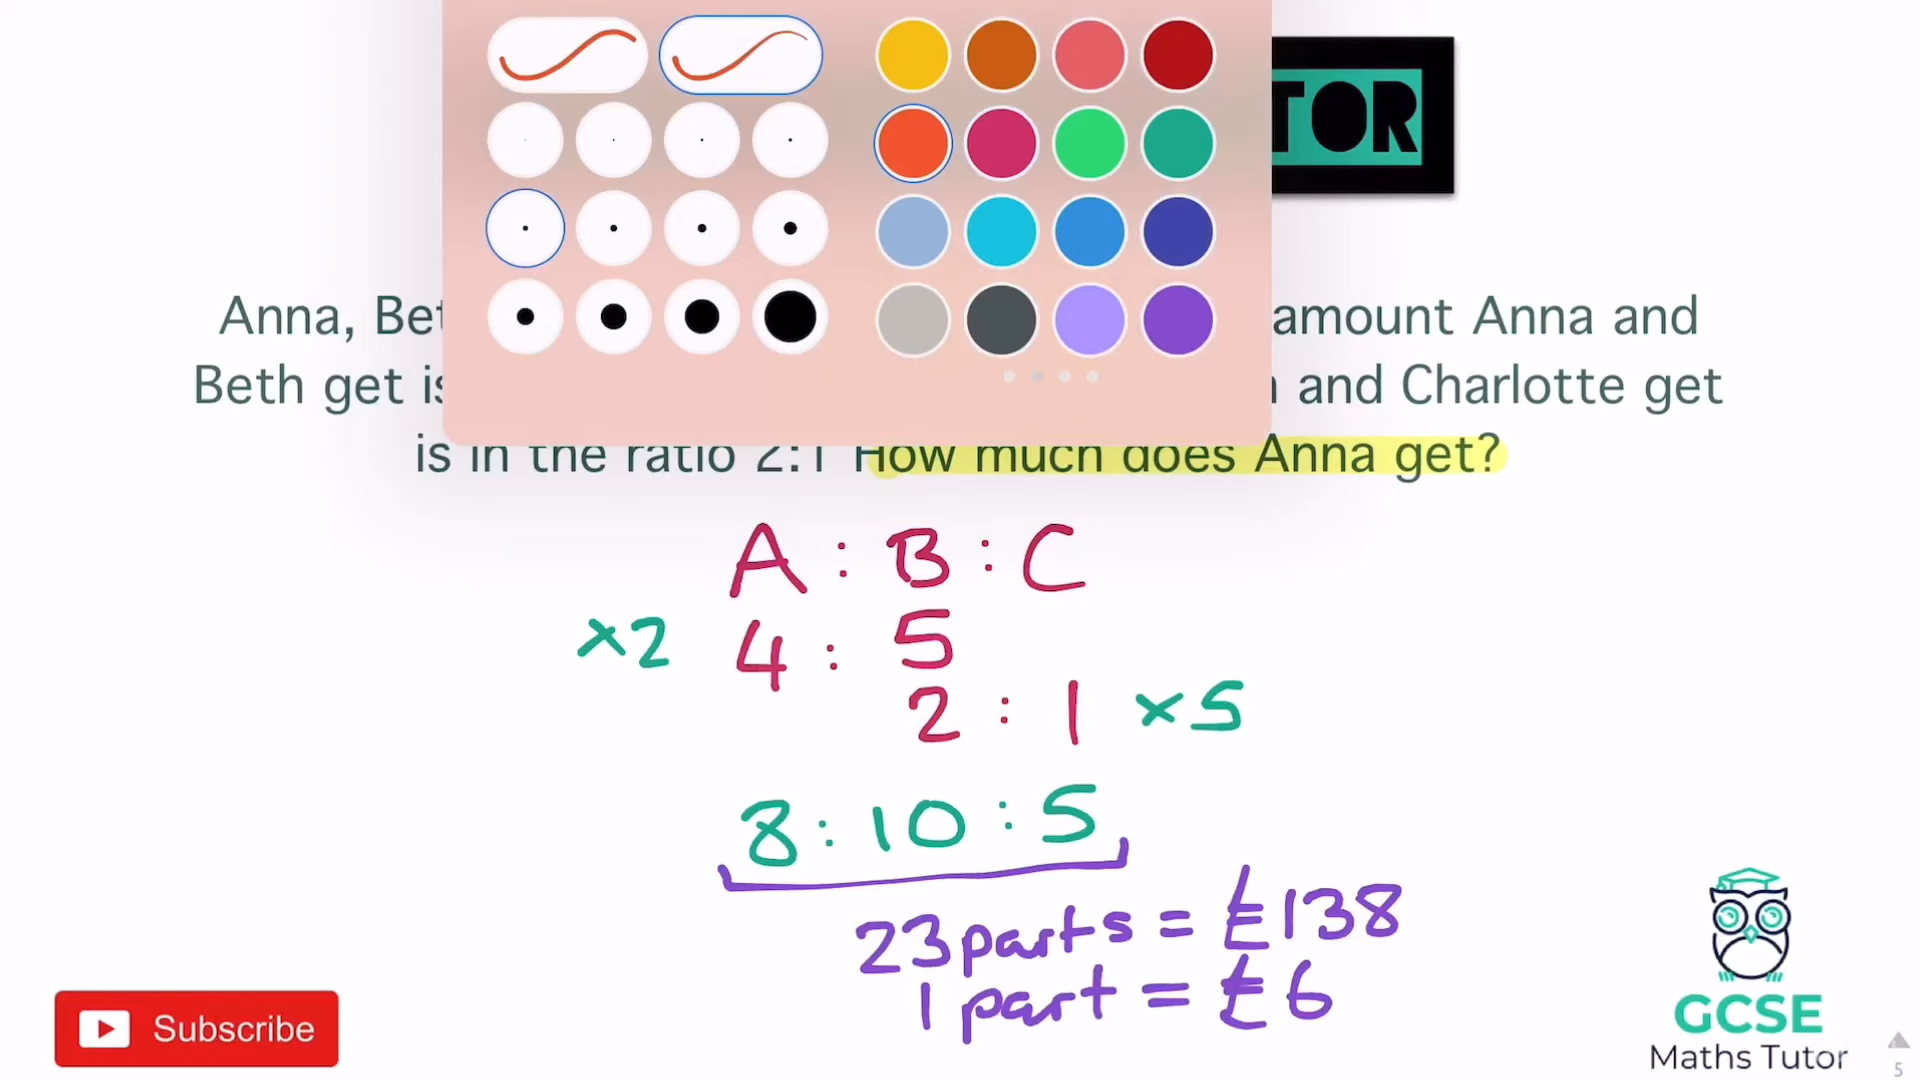 TOR
Anna, Bet amount Anna and
Beth get is and Charlotte get
is in the ratio 2:1 How much does Anna get?
A : B : C
×2 4 : 5
2 : 1 ×5
8 : 10 : 5
23 parts = £138
1 part = £6
Subscribe
GCSE
Maths Tutor
5